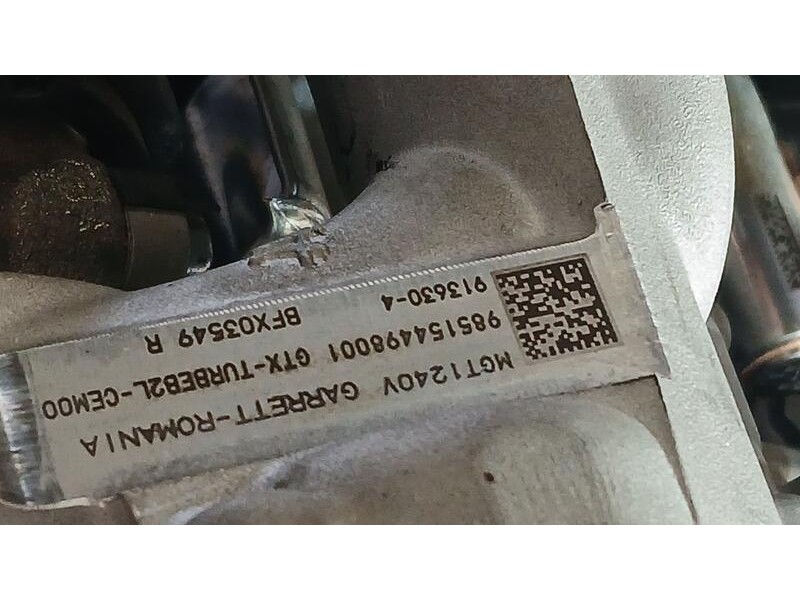 MGT1240V GARRETT-ROMANIA
985154498001 GTX-TURBEB2L-CEM00
913630-4 BFX03549 R